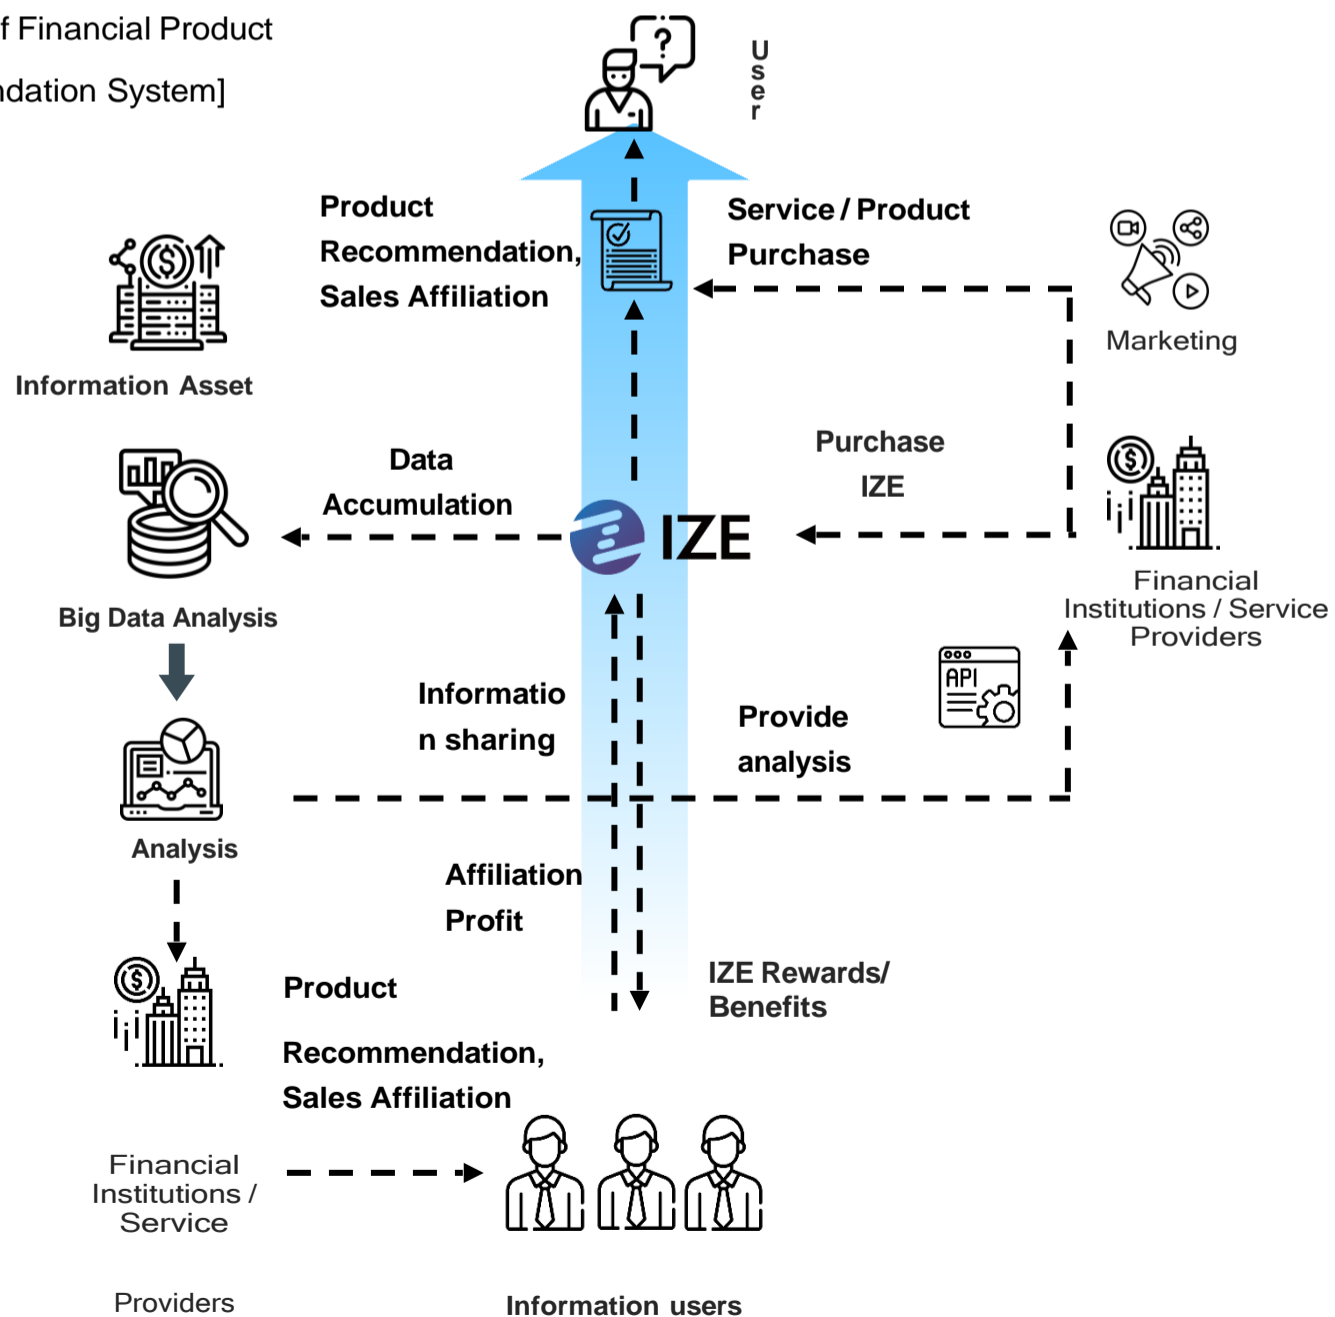 f Financial Product
ndation System]
User
Product
Recommendation,
Sales Affiliation
Service / Product
Purchase
Information Asset
Marketing
Data
Accumulation
Purchase
IZE
IZE
Big Data Analysis
Financial
Institutions / Service
Providers
API
Informatio
n sharing
Provide
analysis
Analysis
Affiliation
Profit
IZE Rewards/
Benefits
Product
Recommendation,
Sales Affiliation
Financial
Institutions /
Service
Providers
Information users